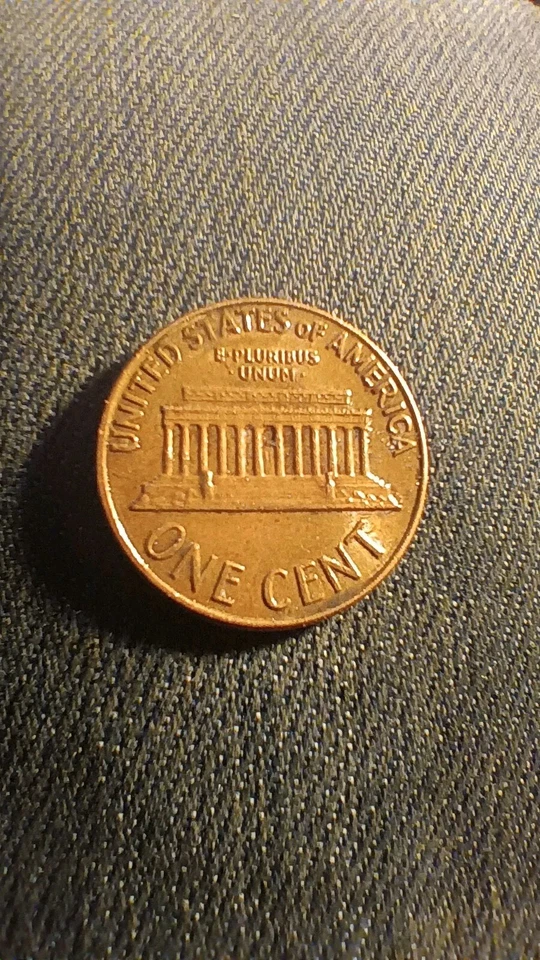 UNITED STATES OF AMERICA
E·PLURIBUS
·UNUM·
ONE CENT